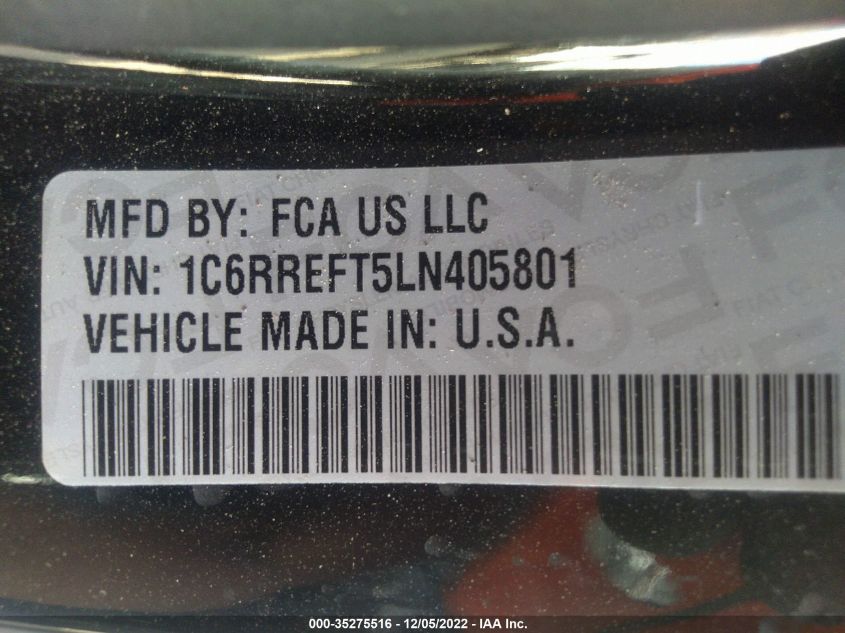 MFD BY: FCA US LLC
VIN: 1C6RREFT5LN405801
VEHICLE MADE IN: U.S.A.
000-35275516 - 12/05/2022 - IAA Inc.